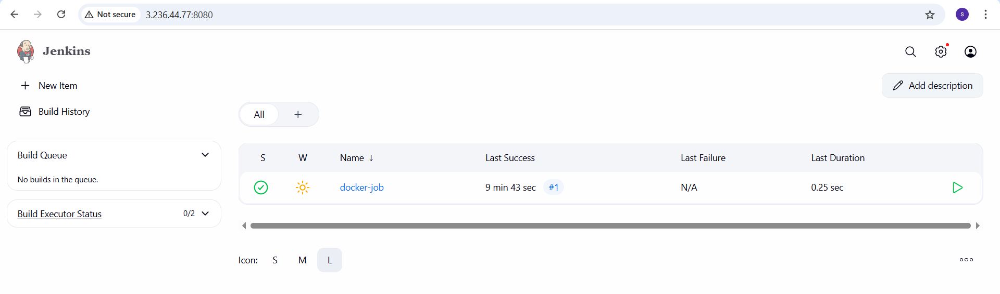 Not secure 3.236.44.77:8080 s
Jenkins
New Item
Add description
Build History
All +
Build Queue
No builds in the queue.
Build Executor Status 0/2
S W Name ↓ Last Success Last Failure Last Duration
docker-job 9 min 43 sec #1 N/A 0.25 sec
Icon: S M L